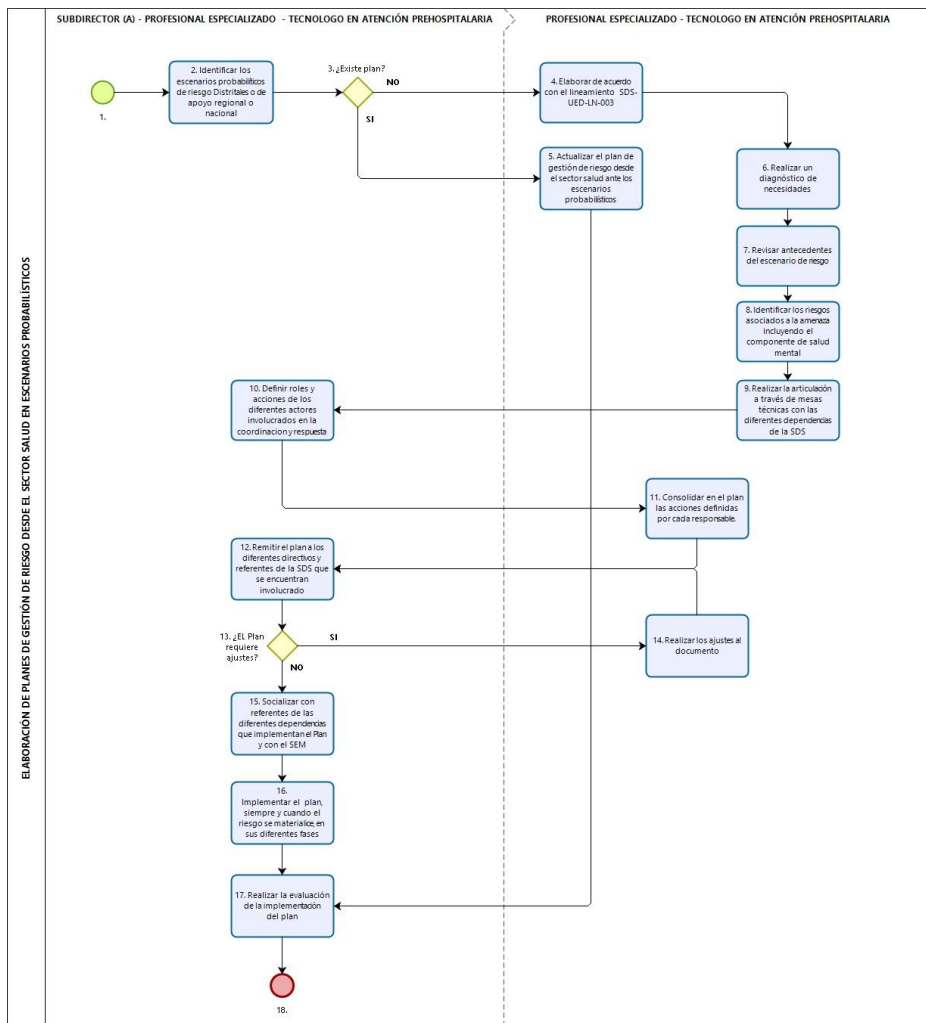 SUBDIRECTOR (A) - PROFESIONAL ESPECIALIZADO - TECNOLOGO EN ATENCIÓN PREHOSPITALARIA
PROFESIONAL ESPECIALIZADO - TECNOLOGO EN ATENCIÓN PREHOSPITALARIA
ELABORACIÓN DE PLANES DE GESTIÓN DE RIESGO DESDE EL SECTOR SALUD EN ESCENARIOS PROBABILÍSTICOS
1.
2. Identificar los
escenarios probabilíticos
de riesgo Distritales o de
apoyo regional o
nacional
3. ¿Existe plan?
NO
SI
4. Elaborar de acuerdo
con el lineamiento SDS-
UED-LN-003
5. Actualizar el plan de
gestión de riesgo desde
el sector salud ante los
escenarios
probabilísticos
6. Realizar un
diagnóstico de
necesidades
7. Revisar antecedentes
del escenario de riesgo
8. Identificar los riesgos
asociados a la amenaza
incluyendo el
componente de salud
mental
9. Realizar la articulación
a través de mesas
técnicas con las
diferentes dependencias
de la SDS
10. Definir roles y
acciones de los
diferentes actores
involucrados en la
coordinacion y respuesta
11. Consolidar en el plan
las acciones definidas
por cada responsable.
12. Remitir el plan a los
diferentes directivos y
referentes de la SDS que
se encuentran
involucrado
13. ¿EL Plan
requiere
ajustes?
SI
NO
14. Realizar los ajustes al
documento
15. Socializar con
referentes de las
diferentes dependencias
que implementan el Plan
y con el SEM
16.
Implementar el plan,
siempre y cuando el
riesgo se materialice, en
sus diferentes fases
17. Realizar la evaluación
de la implementación
del plan
18.